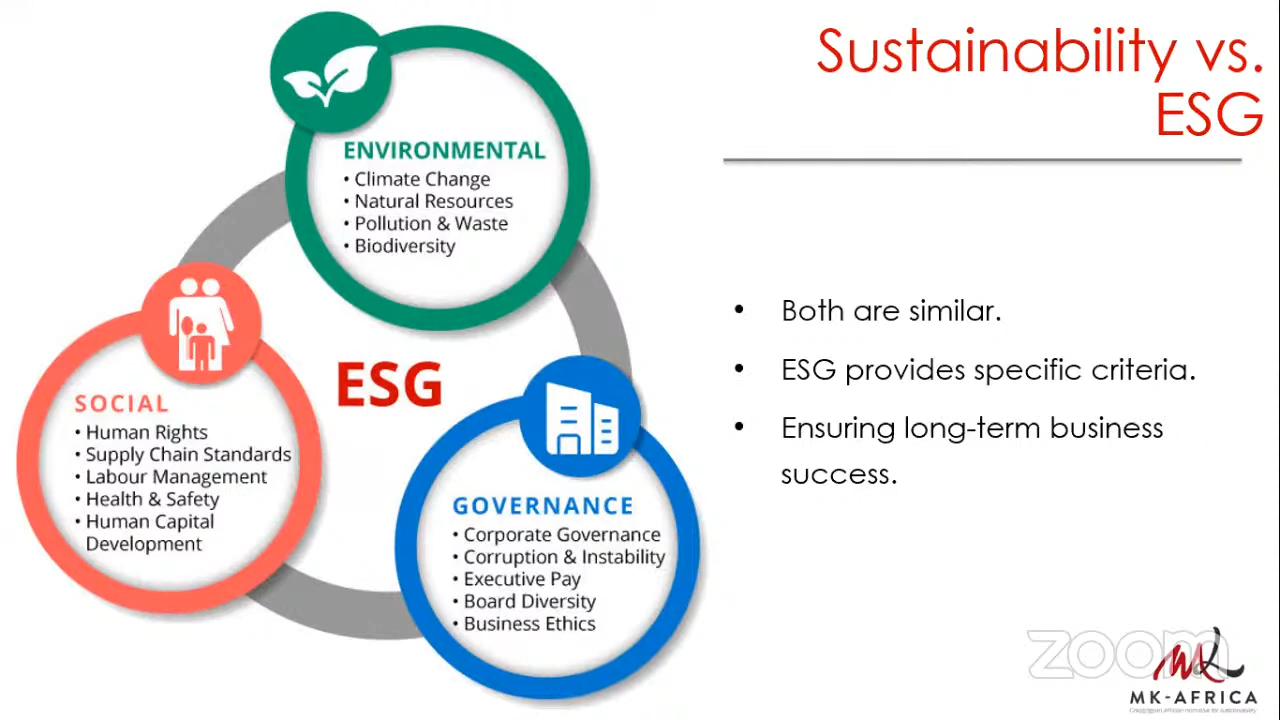 Sustainability vs.
ESG
ENVIRONMENTAL
• Climate Change
• Natural Resources
• Pollution & Waste
• Biodiversity
ESG
SOCIAL
• Human Rights
• Supply Chain Standards
• Labour Management
• Health & Safety
• Human Capital
Development
GOVERNANCE
• Corporate Governance
• Corruption & Instability
• Executive Pay
• Board Diversity
• Business Ethics
• Both are similar.
• ESG provides specific criteria.
• Ensuring long-term business
success.
zoom
MK-AFRICA